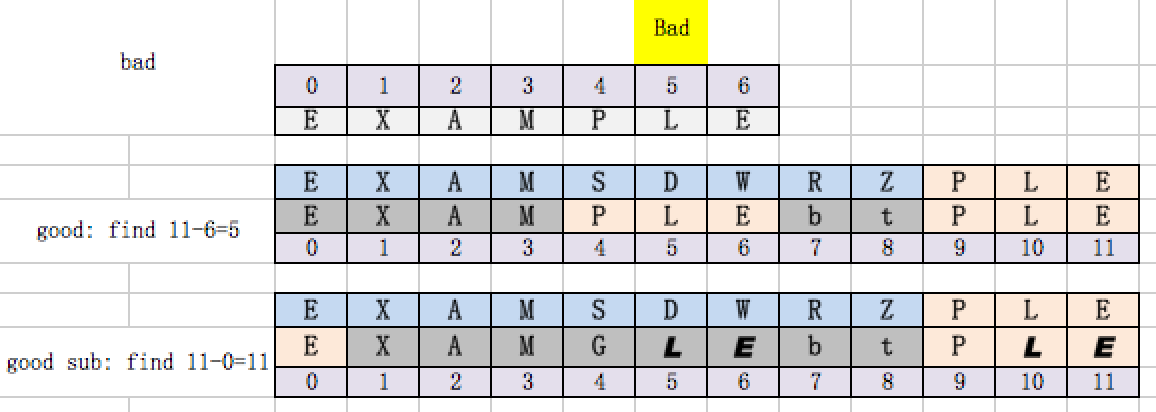 Bad
bad
0 1 2 3 4 5 6
E X A M P L E
E X A M S D W R Z P L E
good: find 11-6=5
E X A M P L E b t P L E
0 1 2 3 4 5 6 7 8 9 10 11
E X A M S D W R Z P L E
good sub: find 11-0=11
E X A M G L E b t P L E
0 1 2 3 4 5 6 7 8 9 10 11